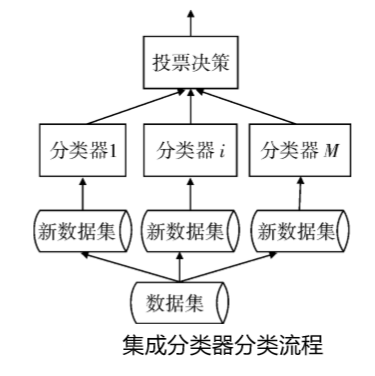 投票决策
分类器1 分类器 i 分类器 M
新数据集 新数据集 新数据集
数据集
集成分类器分类流程